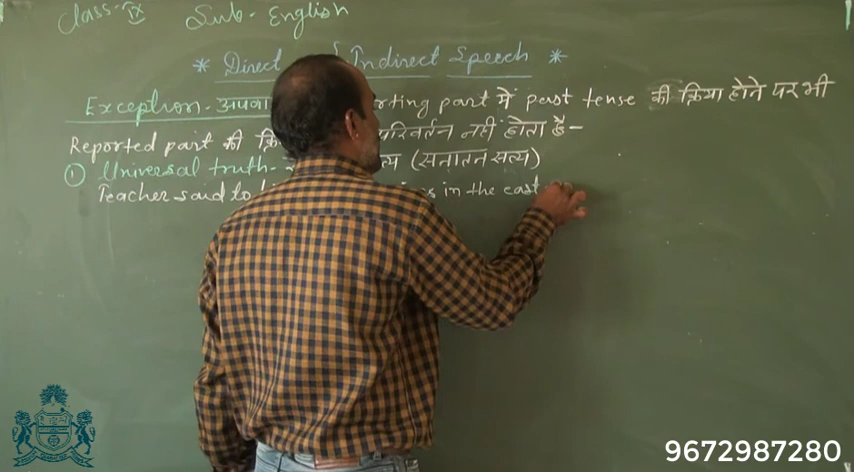 Class-IX Sub- English
* Direct Indirect Speech *
Exception- अपवा rting part में past tense की क्रिया होने पर भी
Reported part की परिवर्तन नहीं होता है-
① Universal truth- (सनातन सत्य)
Teacher said to in the east
9672987280